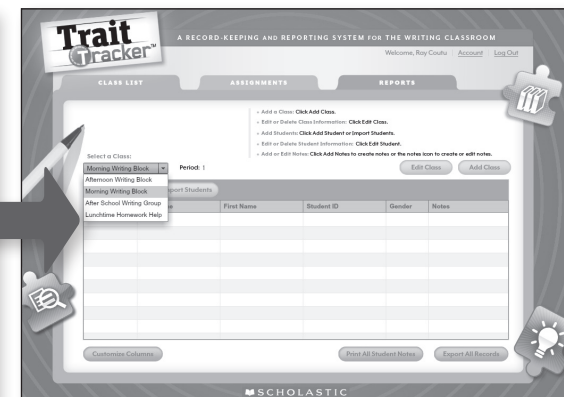 Trait
Tracker™
A RECORD-KEEPING AND REPORTING SYSTEM FOR THE WRITING CLASSROOM
Welcome, Ray Coutu | Account | Log Out
CLASS LIST
ASSIGNMENTS
REPORTS
• Add a Class: Click Add Class.
• Edit or Delete Class Information: Click Edit Class.
• Add Students: Click Add Student or Import Students.
• Edit or Delete Student Information: Click Edit Student.
• Add or Edit Notes: Click Add Notes to create notes or the notes icon to create or edit notes.
Select a Class:
Morning Writing Block
Period: 1
Edit Class
Add Class
Afternoon Writing Block
Morning Writing Block
After School Writing Group
Lunchtime Homework Help
Students
First Name
Student ID
Gender
Notes
Customize Columns
Print All Student Notes
Export All Records
SCHOLASTIC